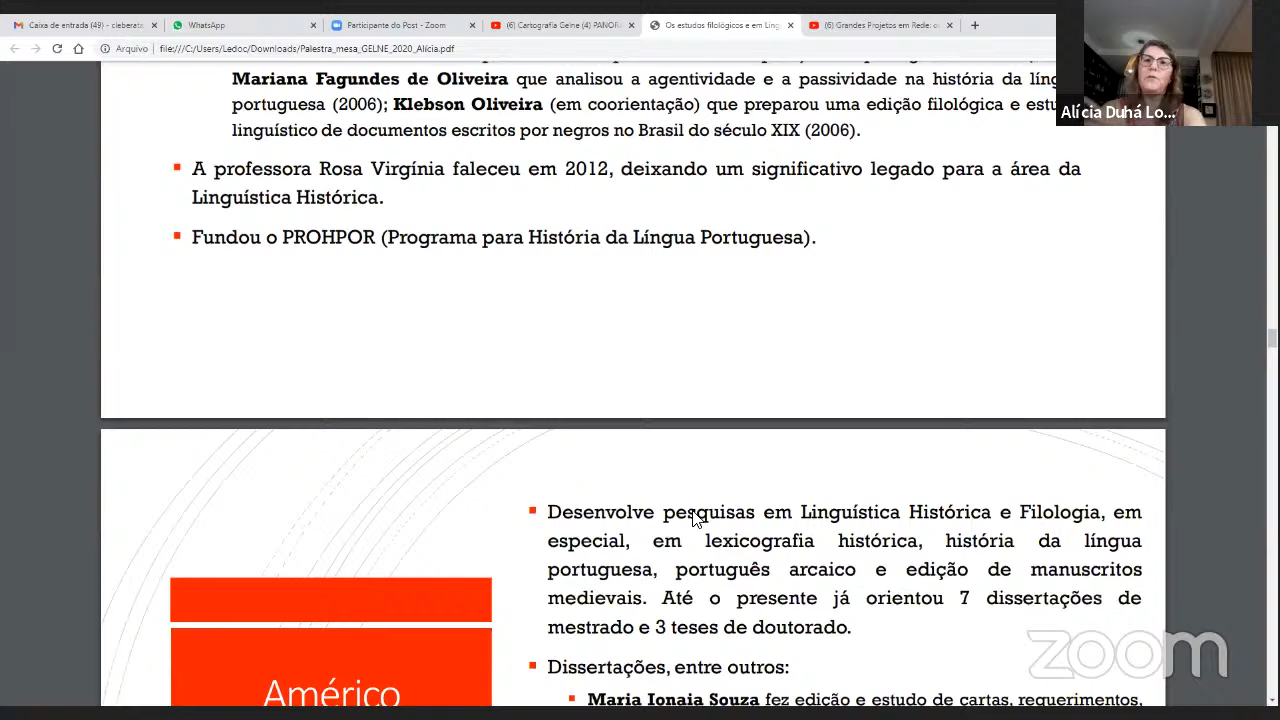 Caixa de entrada (49) - cleberata
WhatsApp
Participante do Post - Zoom
(6) Cartografia Gelne (4) PANORA
Os estudos filológicos e em Ling
(6) Grandes Projetos em Rede: o
Arquivo
file:///C:/Users/Ledoc/Downloads/Palestra_mesa_GELNE_2020_Alícia.pdf
Mariana Fagundes de Oliveira que analisou a agentividade e a passividade na história da líng
portuguesa (2006); Klebson Oliveira (em coorientação) que preparou uma edição filológica e estu
linguístico de documentos escritos por negros no Brasil do século XIX (2006).
Alícia Duhá Lo...
A professora Rosa Virgínia faleceu em 2012, deixando um significativo legado para a área da
Linguística Histórica.
Fundou o PROHPOR (Programa para História da Língua Portuguesa).
Desenvolve pesquisas em Linguística Histórica e Filologia, em
especial, em lexicografia histórica, história da língua
portuguesa, português arcaico e edição de manuscritos
medievais. Até o presente já orientou 7 dissertações de
mestrado e 3 teses de doutorado.
Dissertações, entre outros:
Maria Ionaia Souza fez edição e estudo de cartas, requerimentos,
Américo
zoom